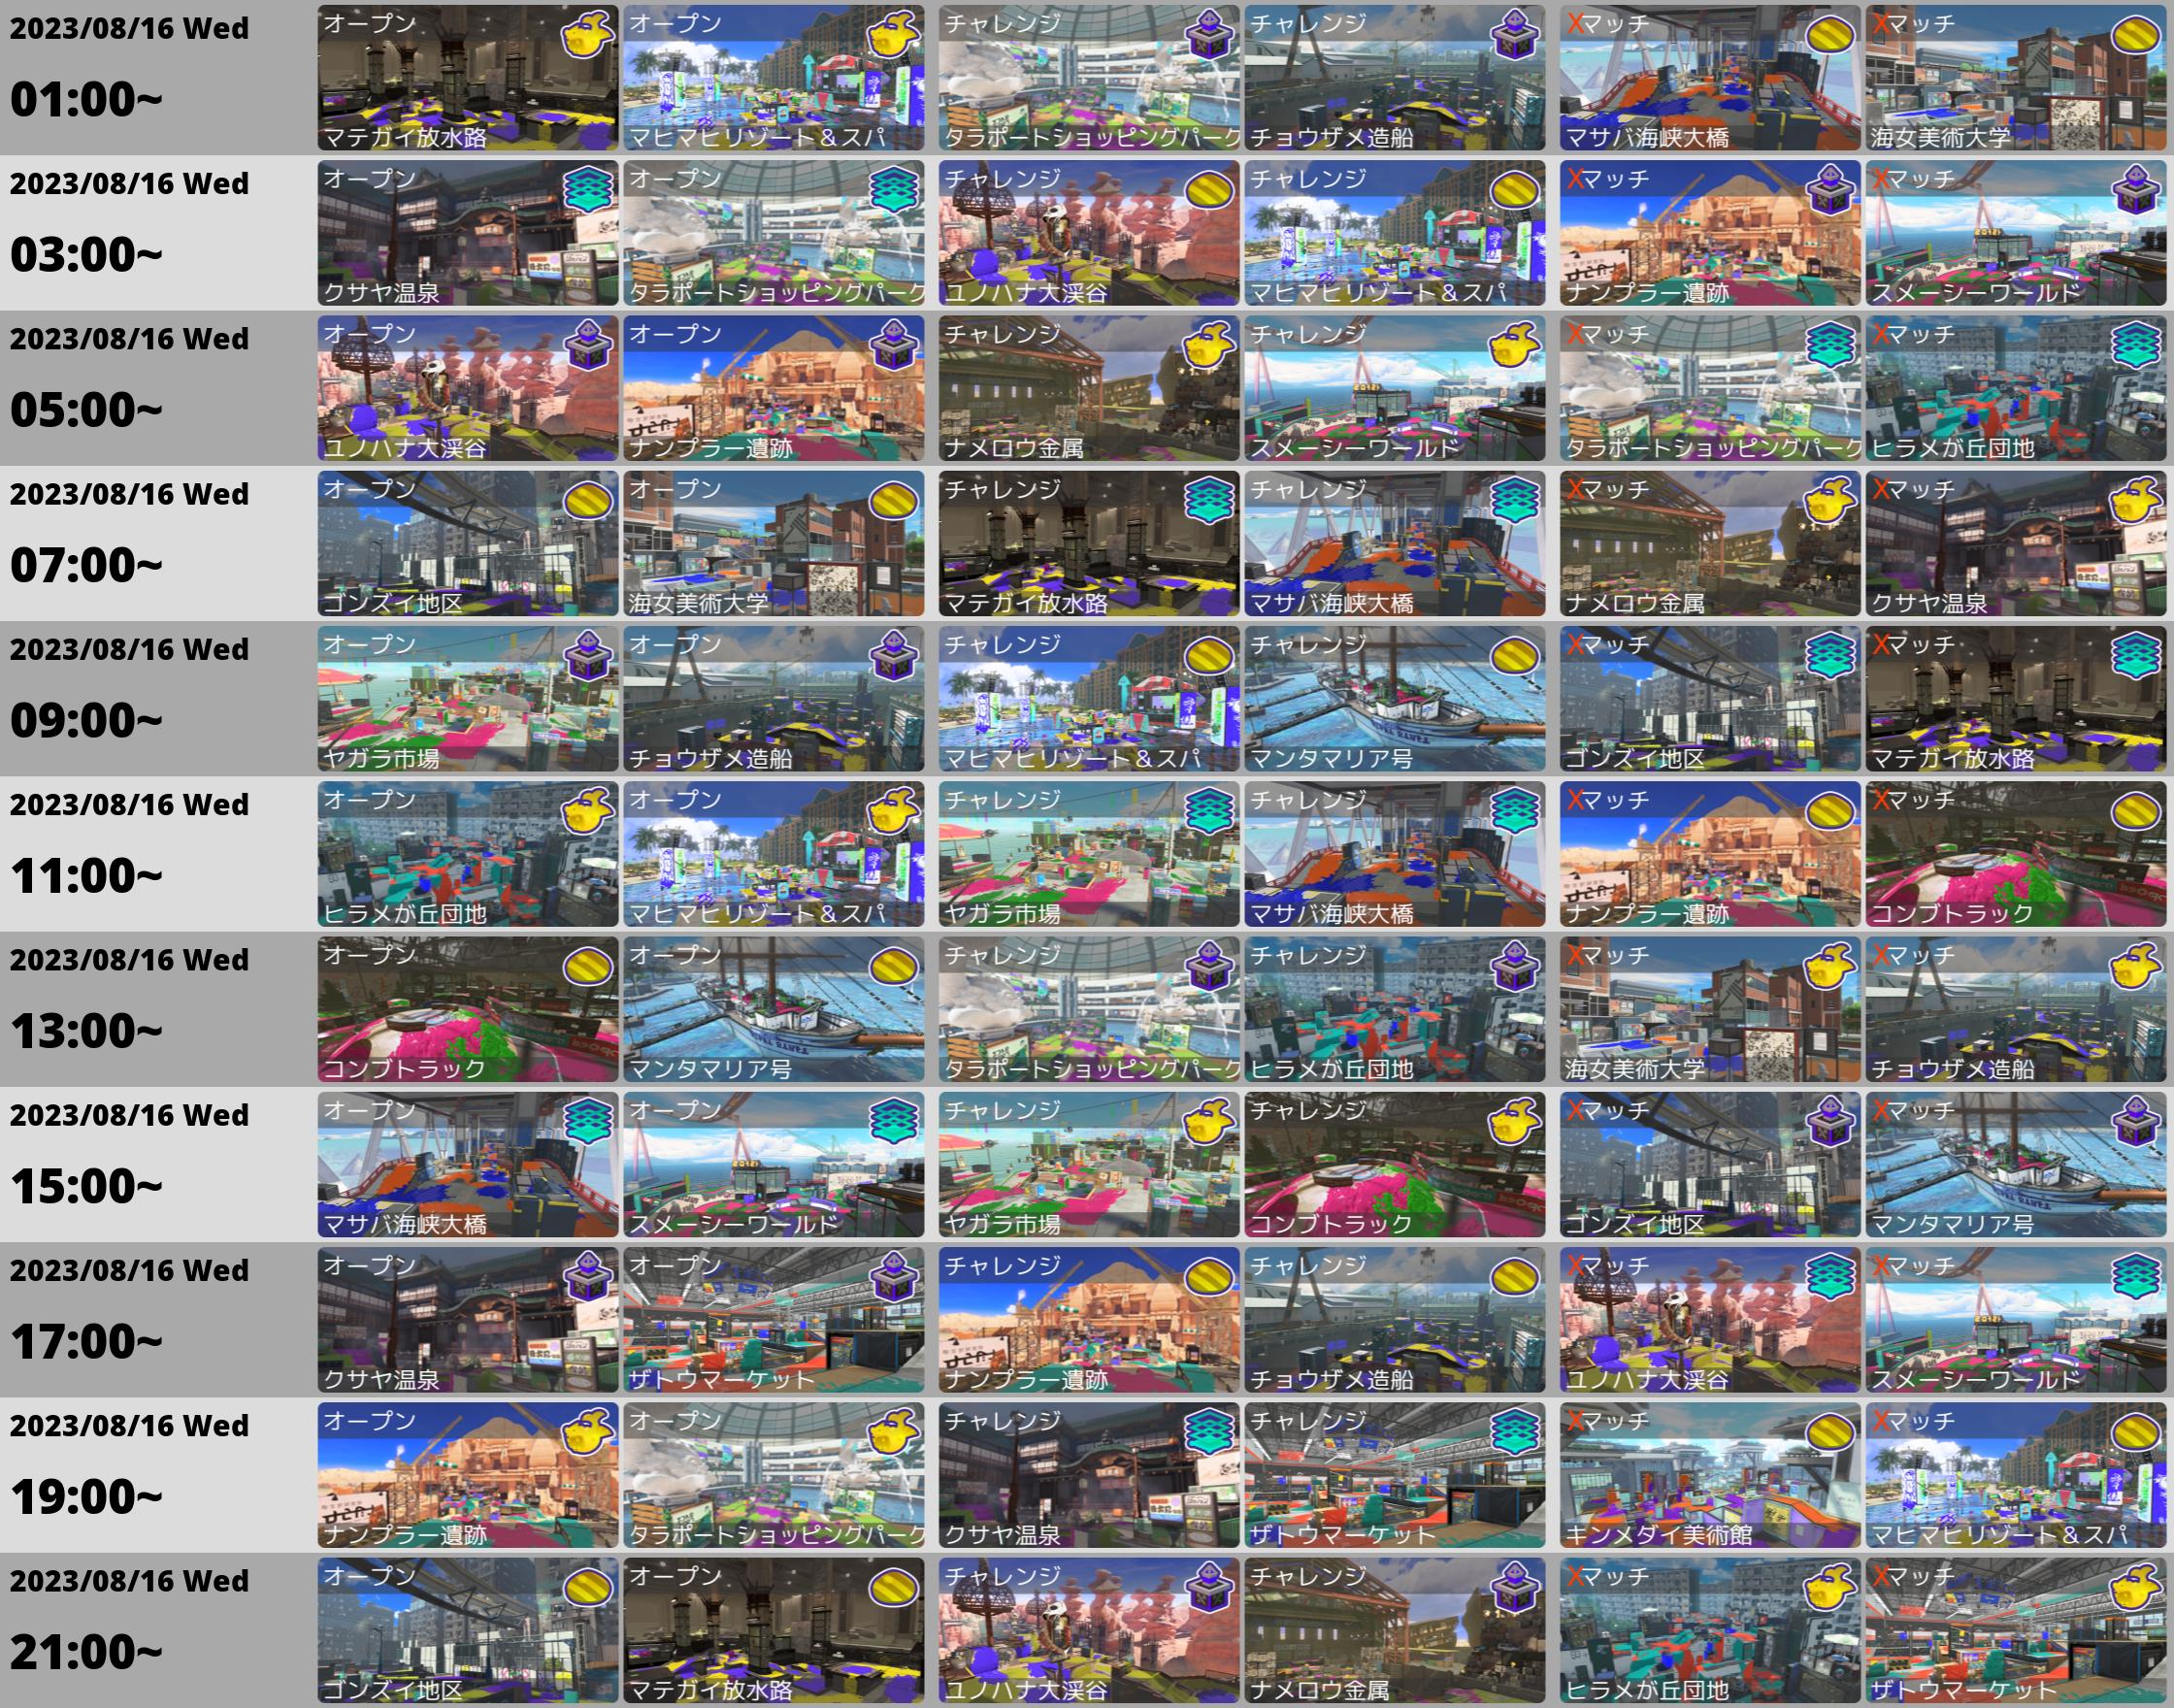 2023/08/16 Wed
01:00~
オープン
マテガイ放水路
オープン
マヒマヒリゾート&スパ
チャレンジ
タラポートショッピングパーク
チャレンジ
チョウザメ造船
Xマッチ
マサバ海峡大橋
Xマッチ
海女美術大学
2023/08/16 Wed
03:00~
オープン
クサヤ温泉
オープン
タラポートショッピングパーク
チャレンジ
ユノハナ大渓谷
チャレンジ
マヒマヒリゾート&スパ
Xマッチ
ナンプラー遺跡
Xマッチ
スメーシーワールド
2023/08/16 Wed
05:00~
オープン
ユノハナ大渓谷
オープン
ナンプラー遺跡
チャレンジ
ナメロウ金属
チャレンジ
スメーシーワールド
Xマッチ
タラポートショッピングパーク
Xマッチ
ヒラメが丘団地
2023/08/16 Wed
07:00~
オープン
ゴンズイ地区
オープン
海女美術大学
チャレンジ
マテガイ放水路
チャレンジ
マサバ海峡大橋
Xマッチ
ナメロウ金属
Xマッチ
クサヤ温泉
2023/08/16 Wed
09:00~
オープン
ヤガラ市場
オープン
チョウザメ造船
チャレンジ
マヒマヒリゾート&スパ
チャレンジ
マンタマリア号
Xマッチ
ゴンズイ地区
Xマッチ
マテガイ放水路
2023/08/16 Wed
11:00~
オープン
ヒラメが丘団地
オープン
マヒマヒリゾート&スパ
チャレンジ
ヤガラ市場
チャレンジ
マサバ海峡大橋
Xマッチ
ナンプラー遺跡
Xマッチ
コンブトラック
2023/08/16 Wed
13:00~
オープン
コンブトラック
オープン
マンタマリア号
チャレンジ
タラポートショッピングパーク
チャレンジ
ヒラメが丘団地
Xマッチ
海女美術大学
Xマッチ
チョウザメ造船
2023/08/16 Wed
15:00~
オープン
マサバ海峡大橋
オープン
スメーシーワールド
チャレンジ
ヤガラ市場
チャレンジ
コンブトラック
Xマッチ
ゴンズイ地区
Xマッチ
マンタマリア号
2023/08/16 Wed
17:00~
オープン
クサヤ温泉
オープン
ザトウマーケット
チャレンジ
ナンプラー遺跡
チャレンジ
チョウザメ造船
Xマッチ
ユノハナ大渓谷
Xマッチ
スメーシーワールド
2023/08/16 Wed
19:00~
オープン
ナンプラー遺跡
オープン
タラポートショッピングパーク
チャレンジ
クサヤ温泉
チャレンジ
ザトウマーケット
Xマッチ
キンメダイ美術館
Xマッチ
マヒマヒリゾート&スパ
2023/08/16 Wed
21:00~
オープン
ゴンズイ地区
オープン
マテガイ放水路
チャレンジ
ユノハナ大渓谷
チャレンジ
ナメロウ金属
Xマッチ
ヒラメが丘団地
Xマッチ
ザトウマーケット